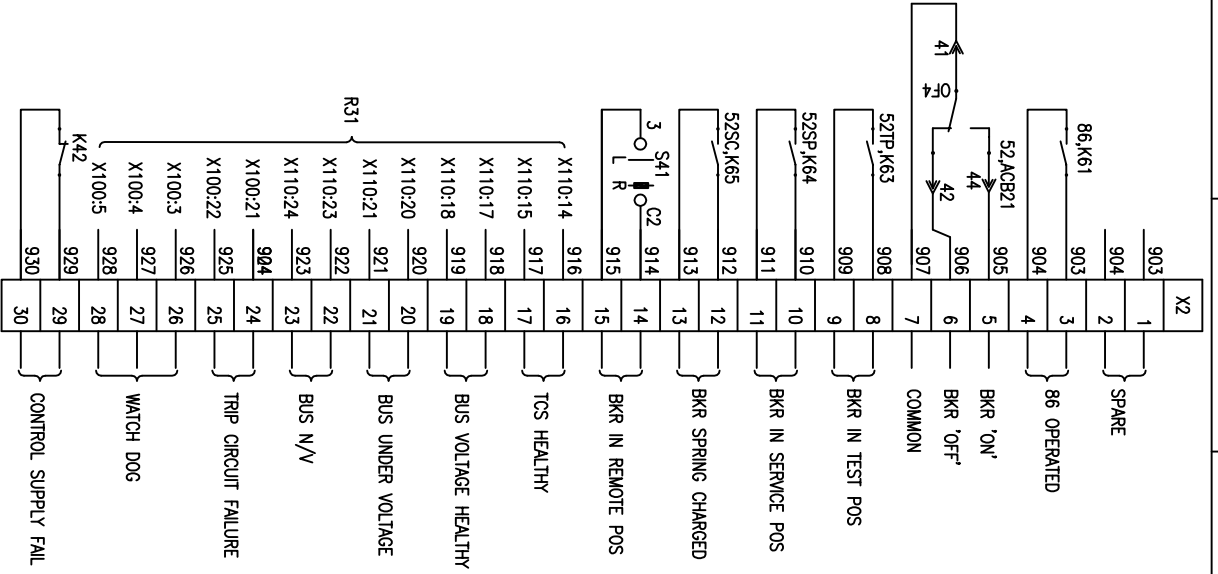 X2
903 1
904 2
SPARE
86,K61
903 3
904 4
86 OPERATED
41
OF4
52,ACB21
44
42
905 5
BKR 'ON'
906 6
BKR 'OFF'
907 7
COMMON
52TP,K63
908 8
909 9
BKR IN TEST POS
52SP,K64
910 10
911 11
BKR IN SERVICE POS
52SC,K65
912 12
913 13
BKR SPRING CHARGED
3 S41 C2
L R
914 14
915 15
BKR IN REMOTE POS
R31
X110:14 916 16
X110:15 917 17
TCS HEALTHY
X110:17 918 18
X110:18 919 19
BUS VOLTAGE HEALTHY
X110:20 920 20
X110:21 921 21
BUS UNDER VOLTAGE
X110:23 922 22
X110:24 923 23
BUS N/V
X100:21 924 24
X100:22 925 25
TRIP CIRCUIT FAILURE
X100:3 926 26
X100:4 927 27
X100:5 928 28
WATCH DOG
K42
929 29
930 30
CONTROL SUPPLY FAIL